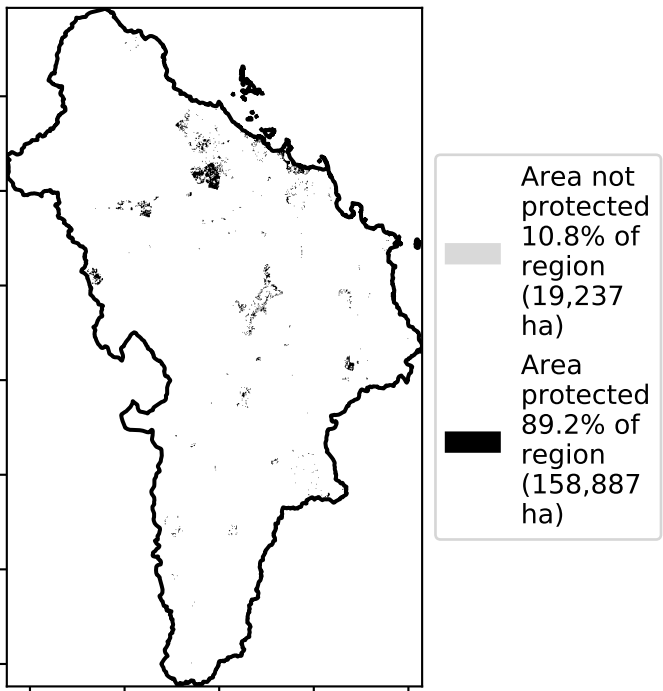 Area not
protected
10.8% of
region
(19,237
ha)
Area
protected
89.2% of
region
(158,887
ha)